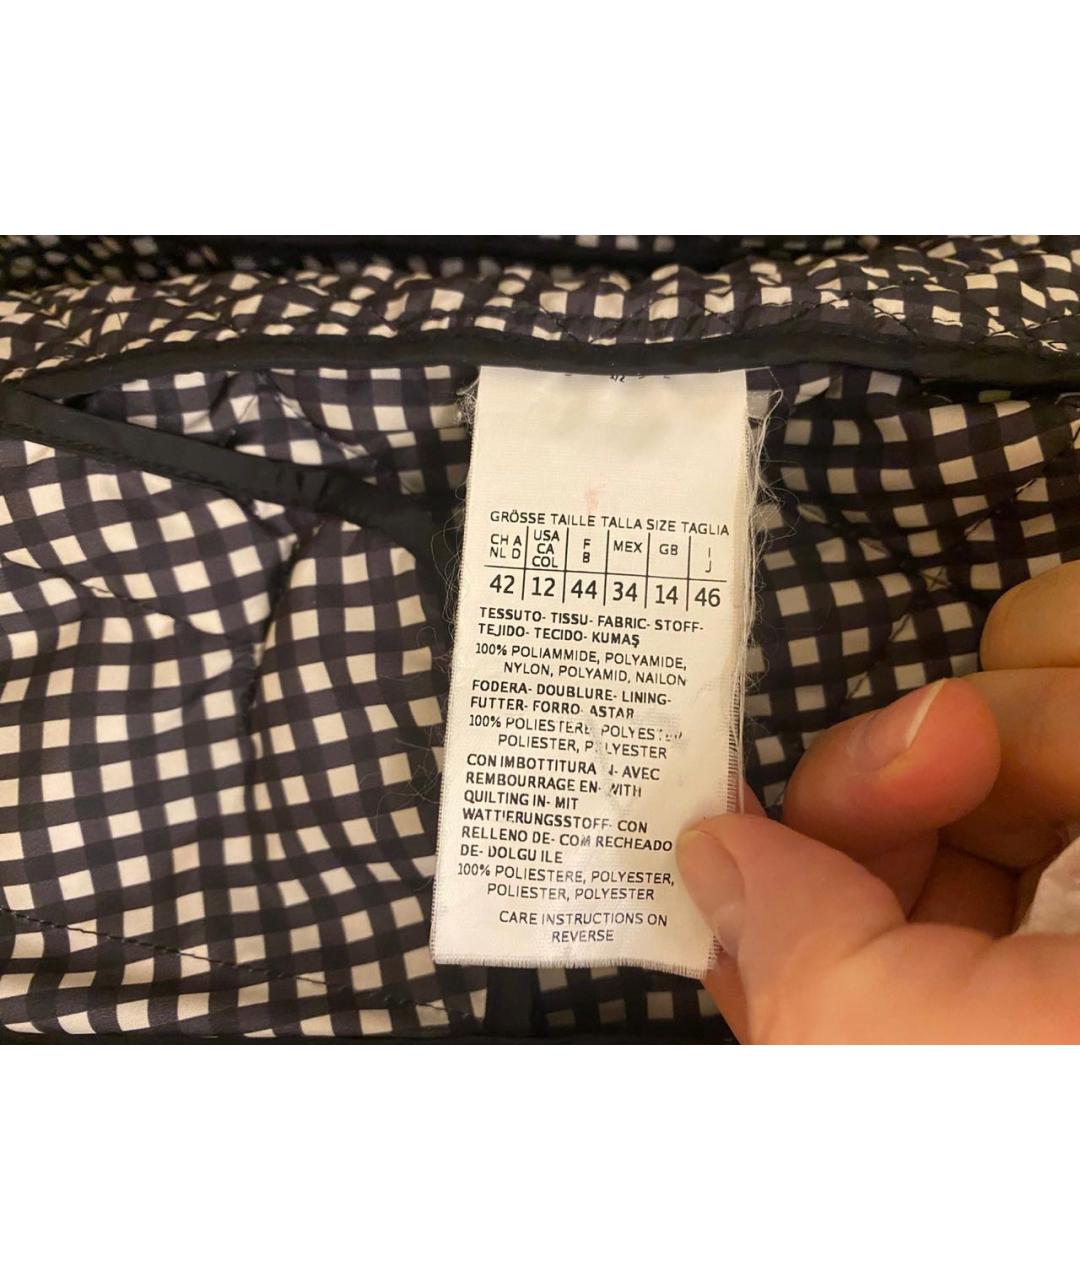 GRÖSSE TAILLE TALLA SIZE TAGLIA
CH A NL D USA CA COL F B MEX GB I J
42 12 44 34 14 46
TESSUTO- TISSU- FABRIC- STOFF-
TEJIDO- TECIDO- KUMAŞ
100% POLIAMMIDE, POLYAMIDE,
NYLON, POLYAMID, NAILON
FODERA- DOUBLURE- LINING-
FUTTER- FORRO- ASTAR
100% POLIESTERE,
POLIESTER,
CON IMBOTTITURA AVEC
REMBOURRAGE EN- WITH
QUILTING IN- MIT
WATTIERUNGSSTOFF- CON
RELLENO DE- COM RECHEADO
DE- DOLGU ILE
100% POLIESTERE, POLYESTER,
POLIESTER, POLYESTER
CARE INSTRUCTIONS ON
REVERSE